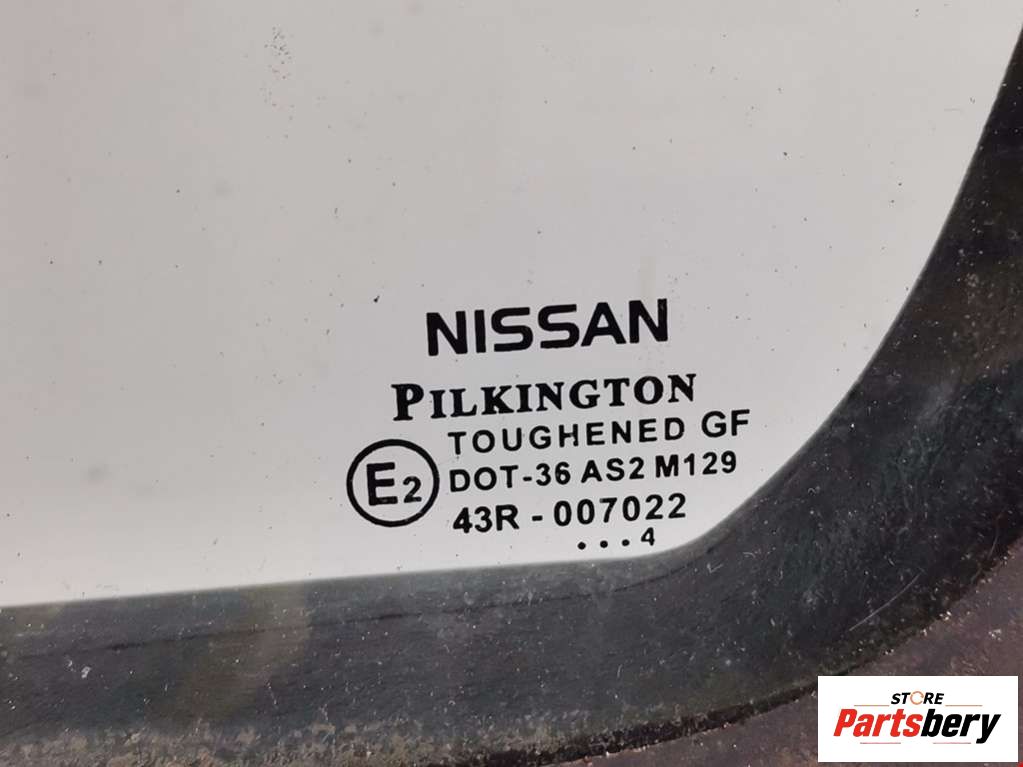 NISSAN
PILKINGTON
TOUGHENED GF
E2
DOT-36 AS2 M129
43R - 007022
...4
STORE
Partsbery